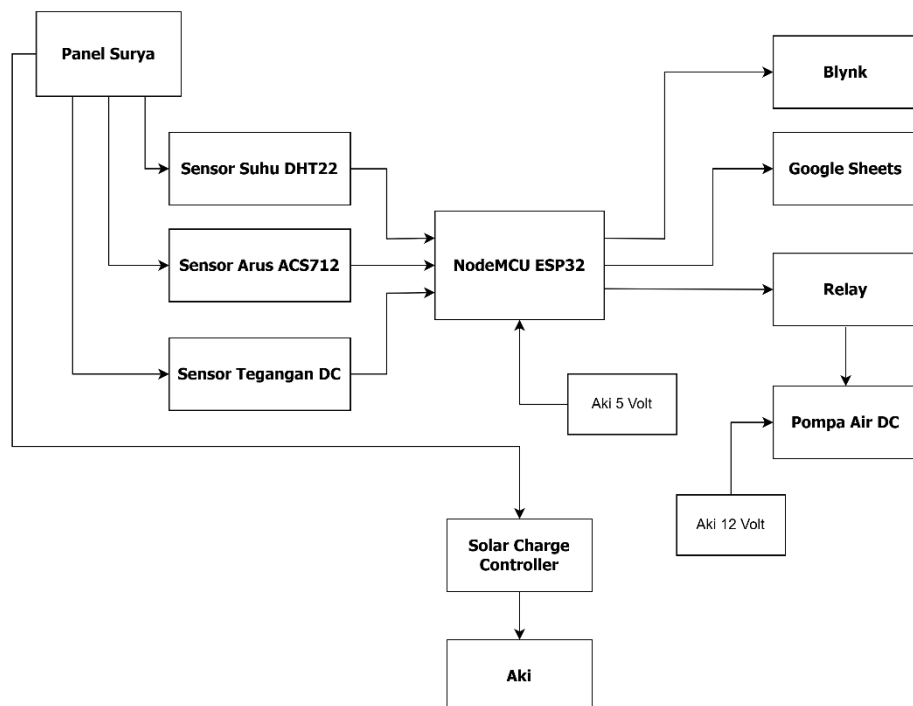 Panel Surya
Blynk
Sensor Suhu DHT22
Google Sheets
Sensor Arus ACS712
NodeMCU ESP32
Relay
Sensor Tegangan DC
Aki 5 Volt
Pompa Air DC
Aki 12 Volt
Solar Charge
Controller
Aki